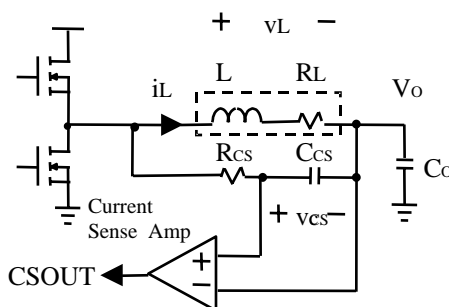 + vL −
iL L RL VO
RCS CCS CO
+ vcs −
Current
Sense Amp
CSOUT
+
−